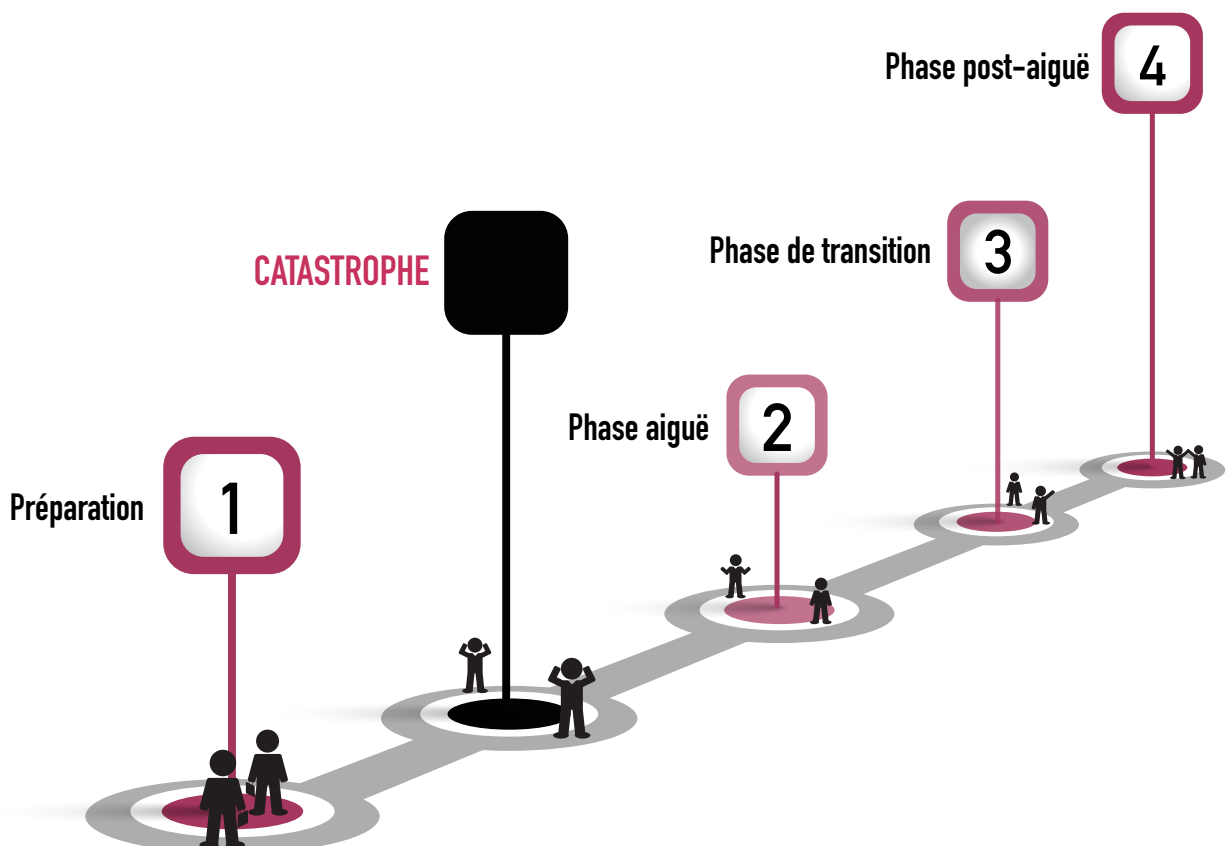 Préparation
1
CATASTROPHE
Phase aiguë
2
Phase de transition
3
Phase post-aiguë
4